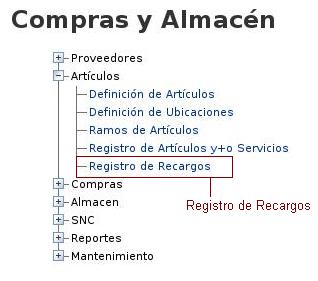 Compras y Almacén
Proveedores
Artículos
Definición de Artículos
Definición de Ubicaciones
Ramos de Artículos
Registro de Artículos y+o Servicios
Registro de Recargos
Compras
Almacen
Registro de Recargos
SNC
Reportes
Mantenimiento